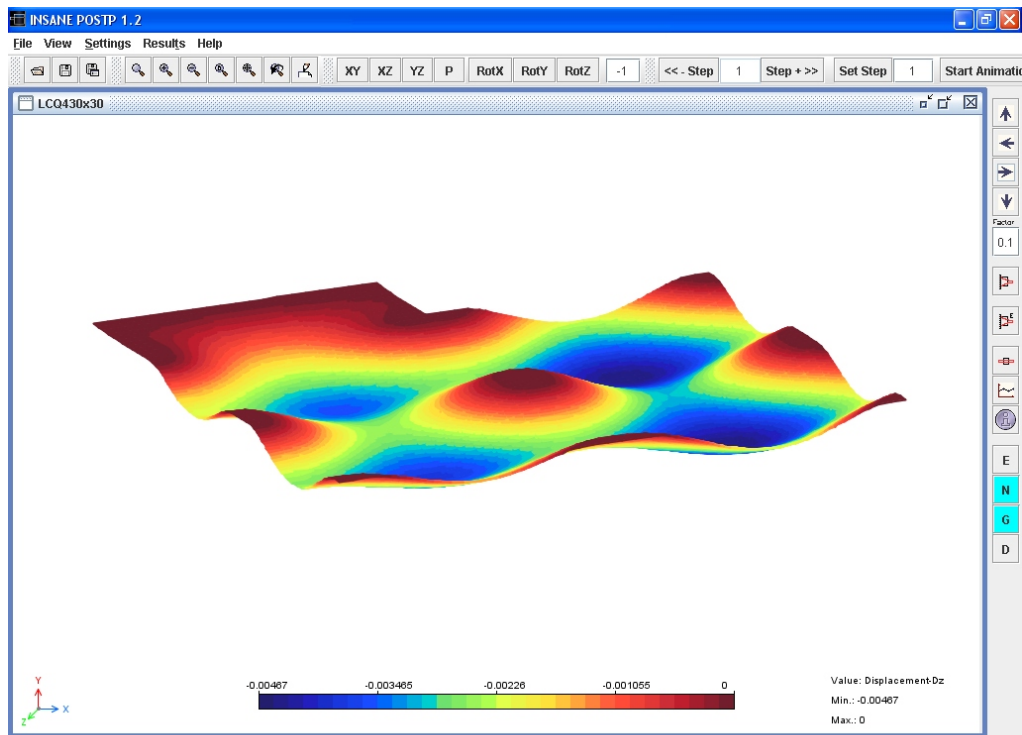 INSANE POSTP 1.2
File View Settings Results Help
XY XZ YZ P RotX RotY RotZ -1 << - Step 1 Step + >> Set Step 1 Start Animatio
LCQ430x30
Factor
0.1
E
E
N
G
D
-0.00467 -0.003465 -0.00226 -0.001055 0
Value: Displacement-Dz
Min.: -0.00467
Max.: 0
Y
X
Z